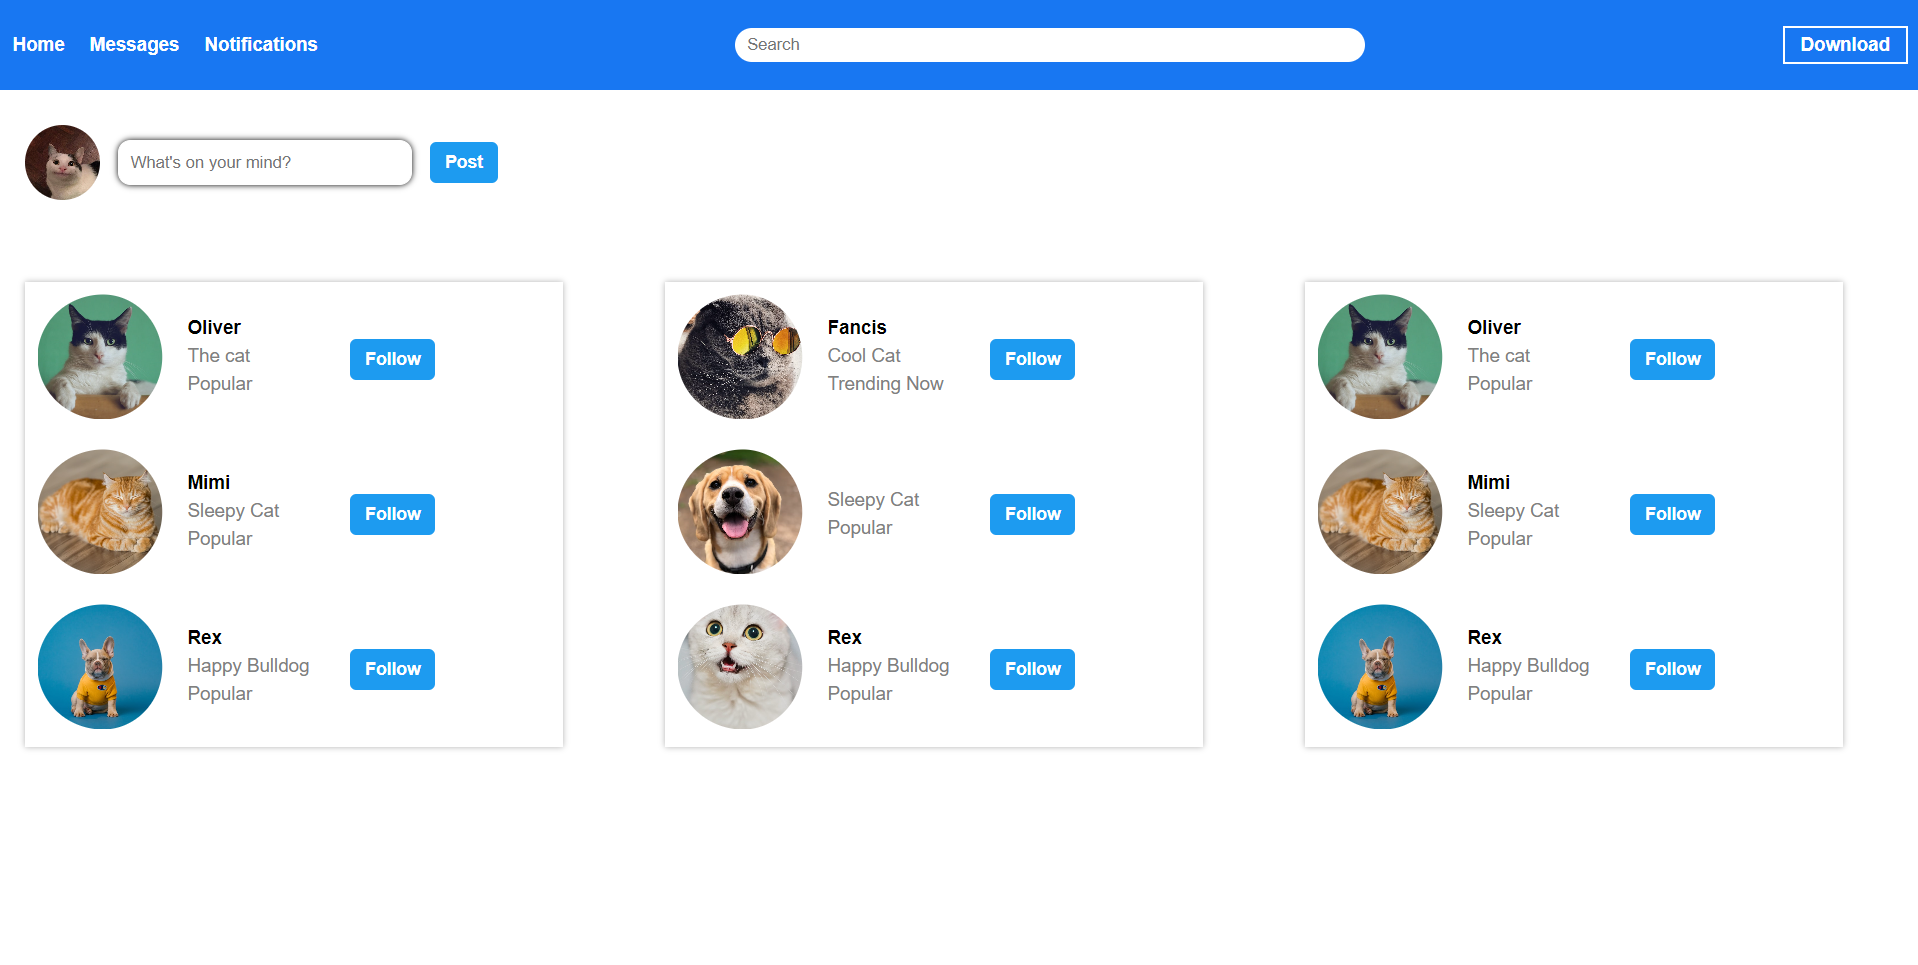 Home Messages Notifications Search Download
What's on your mind? Post
Oliver
The cat
Popular
Follow
Mimi
Sleepy Cat
Popular
Follow
Rex
Happy Bulldog
Popular
Follow
Fancis
Cool Cat
Trending Now
Follow
Sleepy Cat
Popular
Follow
Rex
Happy Bulldog
Popular
Follow
Oliver
The cat
Popular
Follow
Mimi
Sleepy Cat
Popular
Follow
Rex
Happy Bulldog
Popular
Follow